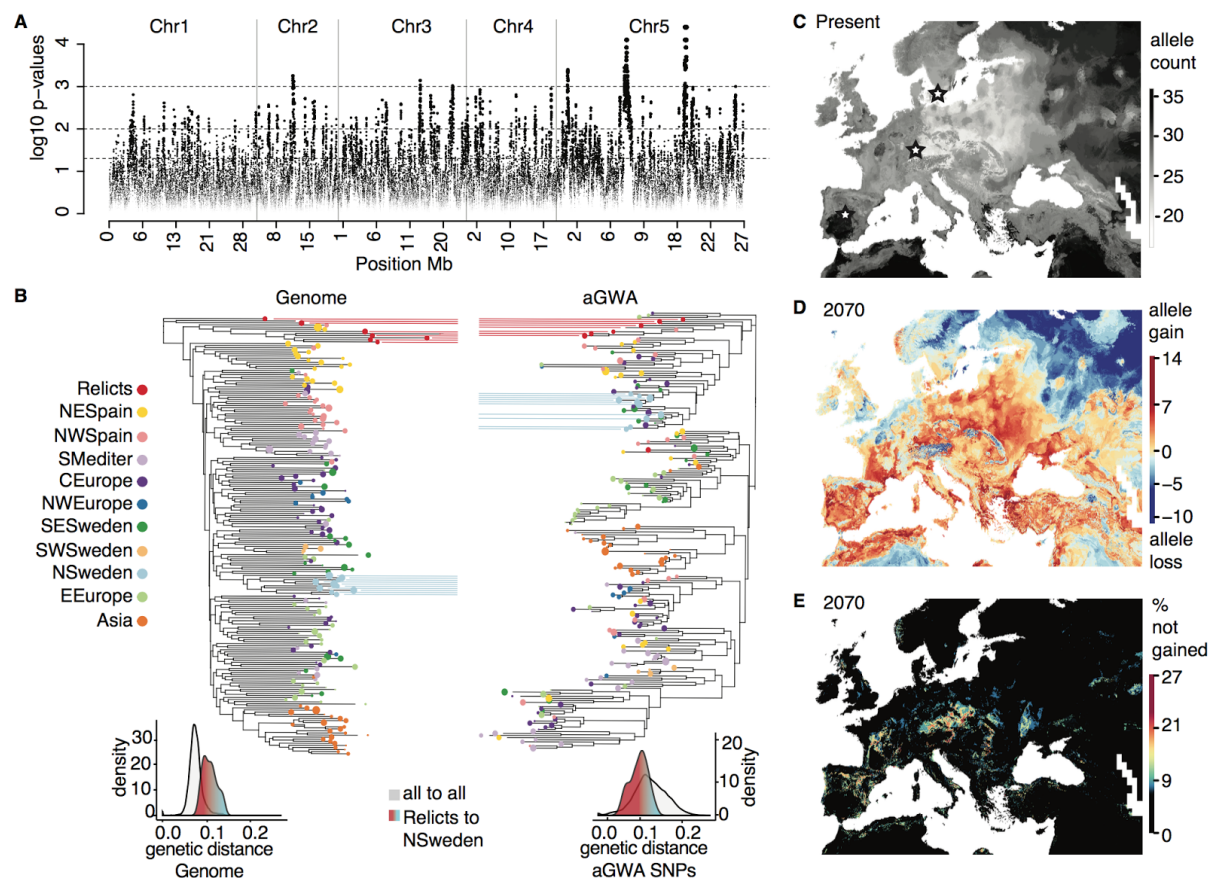 A
Chr1
Chr2
Chr3
Chr4
Chr5
log10 p-values
4
3
2
1
0
0 6 13 21 28 8 15 1 6 13 21 2 10 17 2 6 9 18 22 27
Position Mb
B
Genome
aGWA
Relicts
NESpain
NWSpain
SMediter
CEurope
NWEurope
SESweden
SWSweden
NSweden
EEurope
Asia
density
30
20
10
0
0.0 0.1 0.2
genetic distance
Genome
all to all
Relicts to
NSweden
20
10
0
density
0.0 0.1 0.2
genetic distance
aGWA SNPs
C Present
allele
count
35
30
25
20
D 2070
allele
gain
14
7
0
−5
−10
allele
loss
E 2070
%
not
gained
27
21
9
0